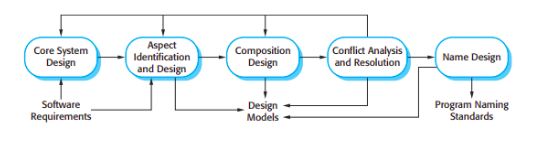 Core System
Design
Aspect
Identification
and Design
Composition
Design
Conflict Analysis
and Resolution
Name Design
Software
Requirements
Design
Models
Program Naming
Standards